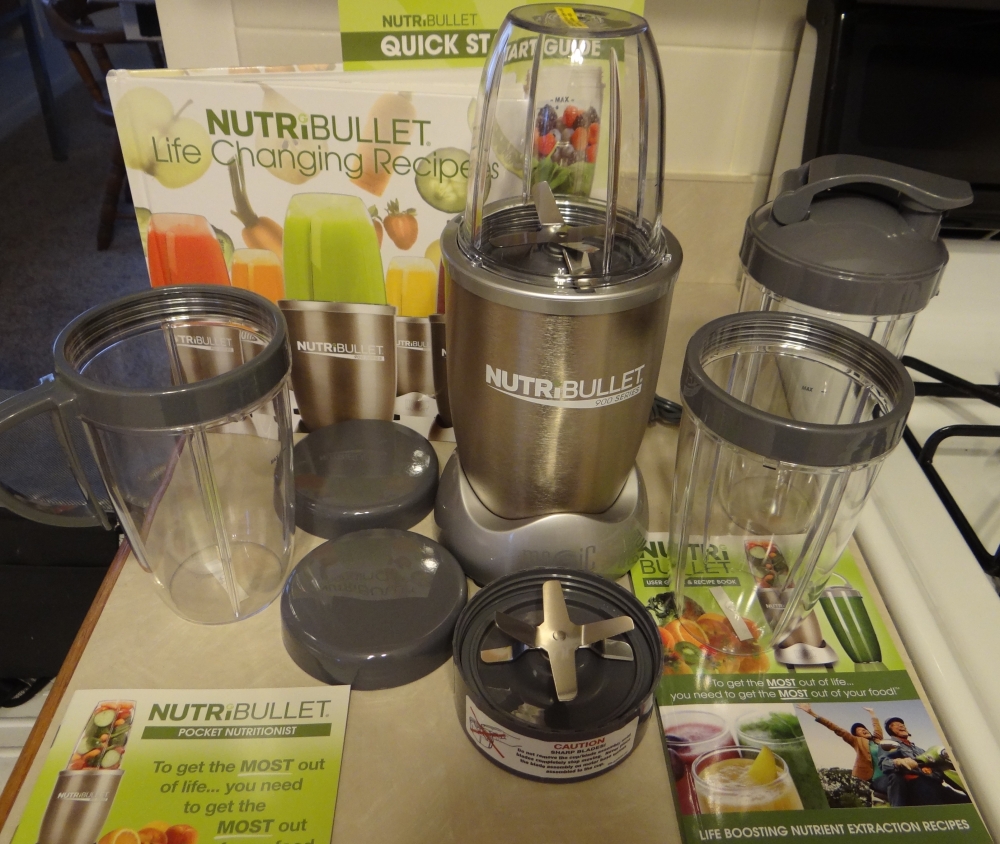 NUTRiBULLET
QUICK START GUIDE
NUTRiBULLET.
Life Changing Recipes
MAX
NUTRiBULLET
NUTRiBULLET.
900 SERIES
MAX
NUTRi
BULLET
USER
& RECIPE BOOK
To get the MOST out of life...
you need to get the MOST out of your food!
LIFE BOOSTING NUTRIENT EXTRACTION RECIPES
CAUTION
SHARP BLADES!
NUTRiBULLET.
POCKET NUTRITIONIST
To get the MOST out
of life... you need
to get the
MOST out
NUTRiBULLET